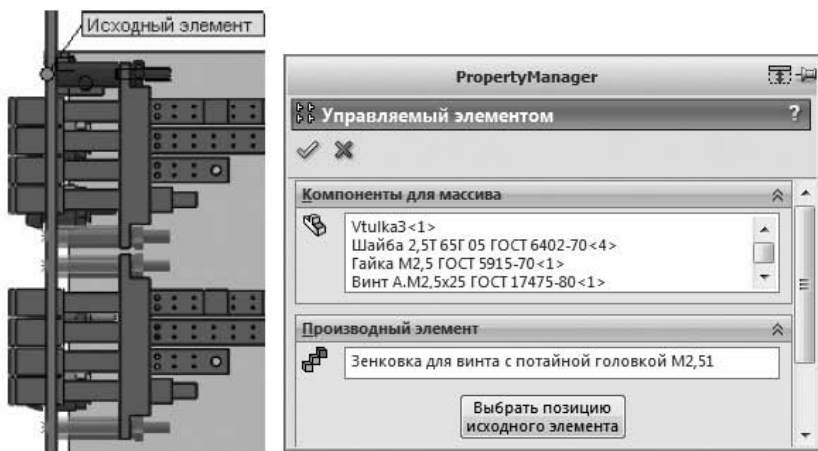 Исходный элемент
PropertyManager
Управляемый элементом
?
Компоненты для массива
Vtulka3<1>
Шайба 2,5Т 65Г 05 ГОСТ 6402-70<4>
Гайка М2,5 ГОСТ 5915-70<1>
Винт А.М2,5х25 ГОСТ 17475-80<1>
Производный элемент
Зенковка для винта с потайной головкой М2,51
Выбрать позицию
исходного элемента